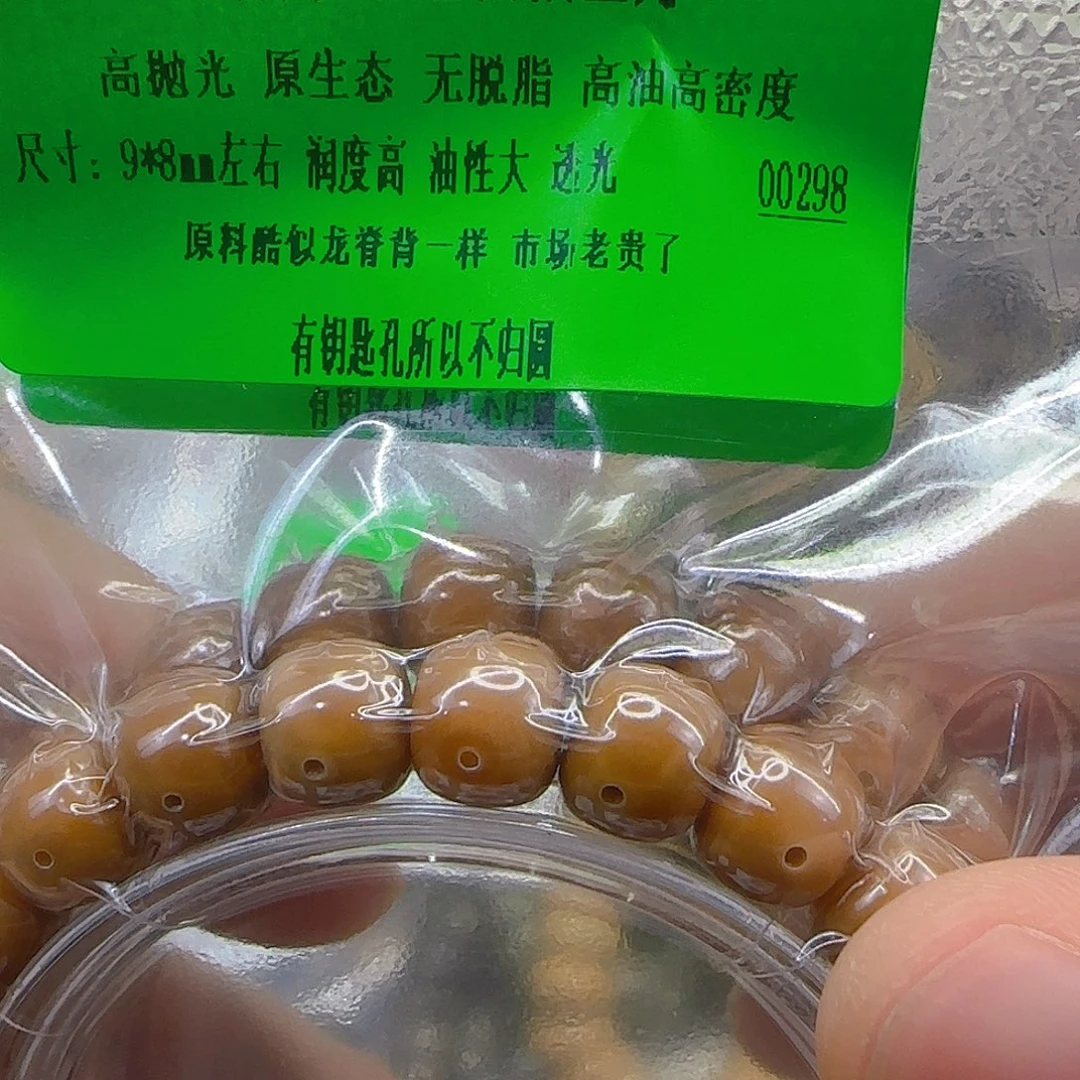 高抛光 原生态 无脱脂 高油高密度
尺寸：9*8mm左右 润度高 油性大 透光
00298
原料酷似龙脊背一样 市场老贵了
有钥匙孔所以不归圆